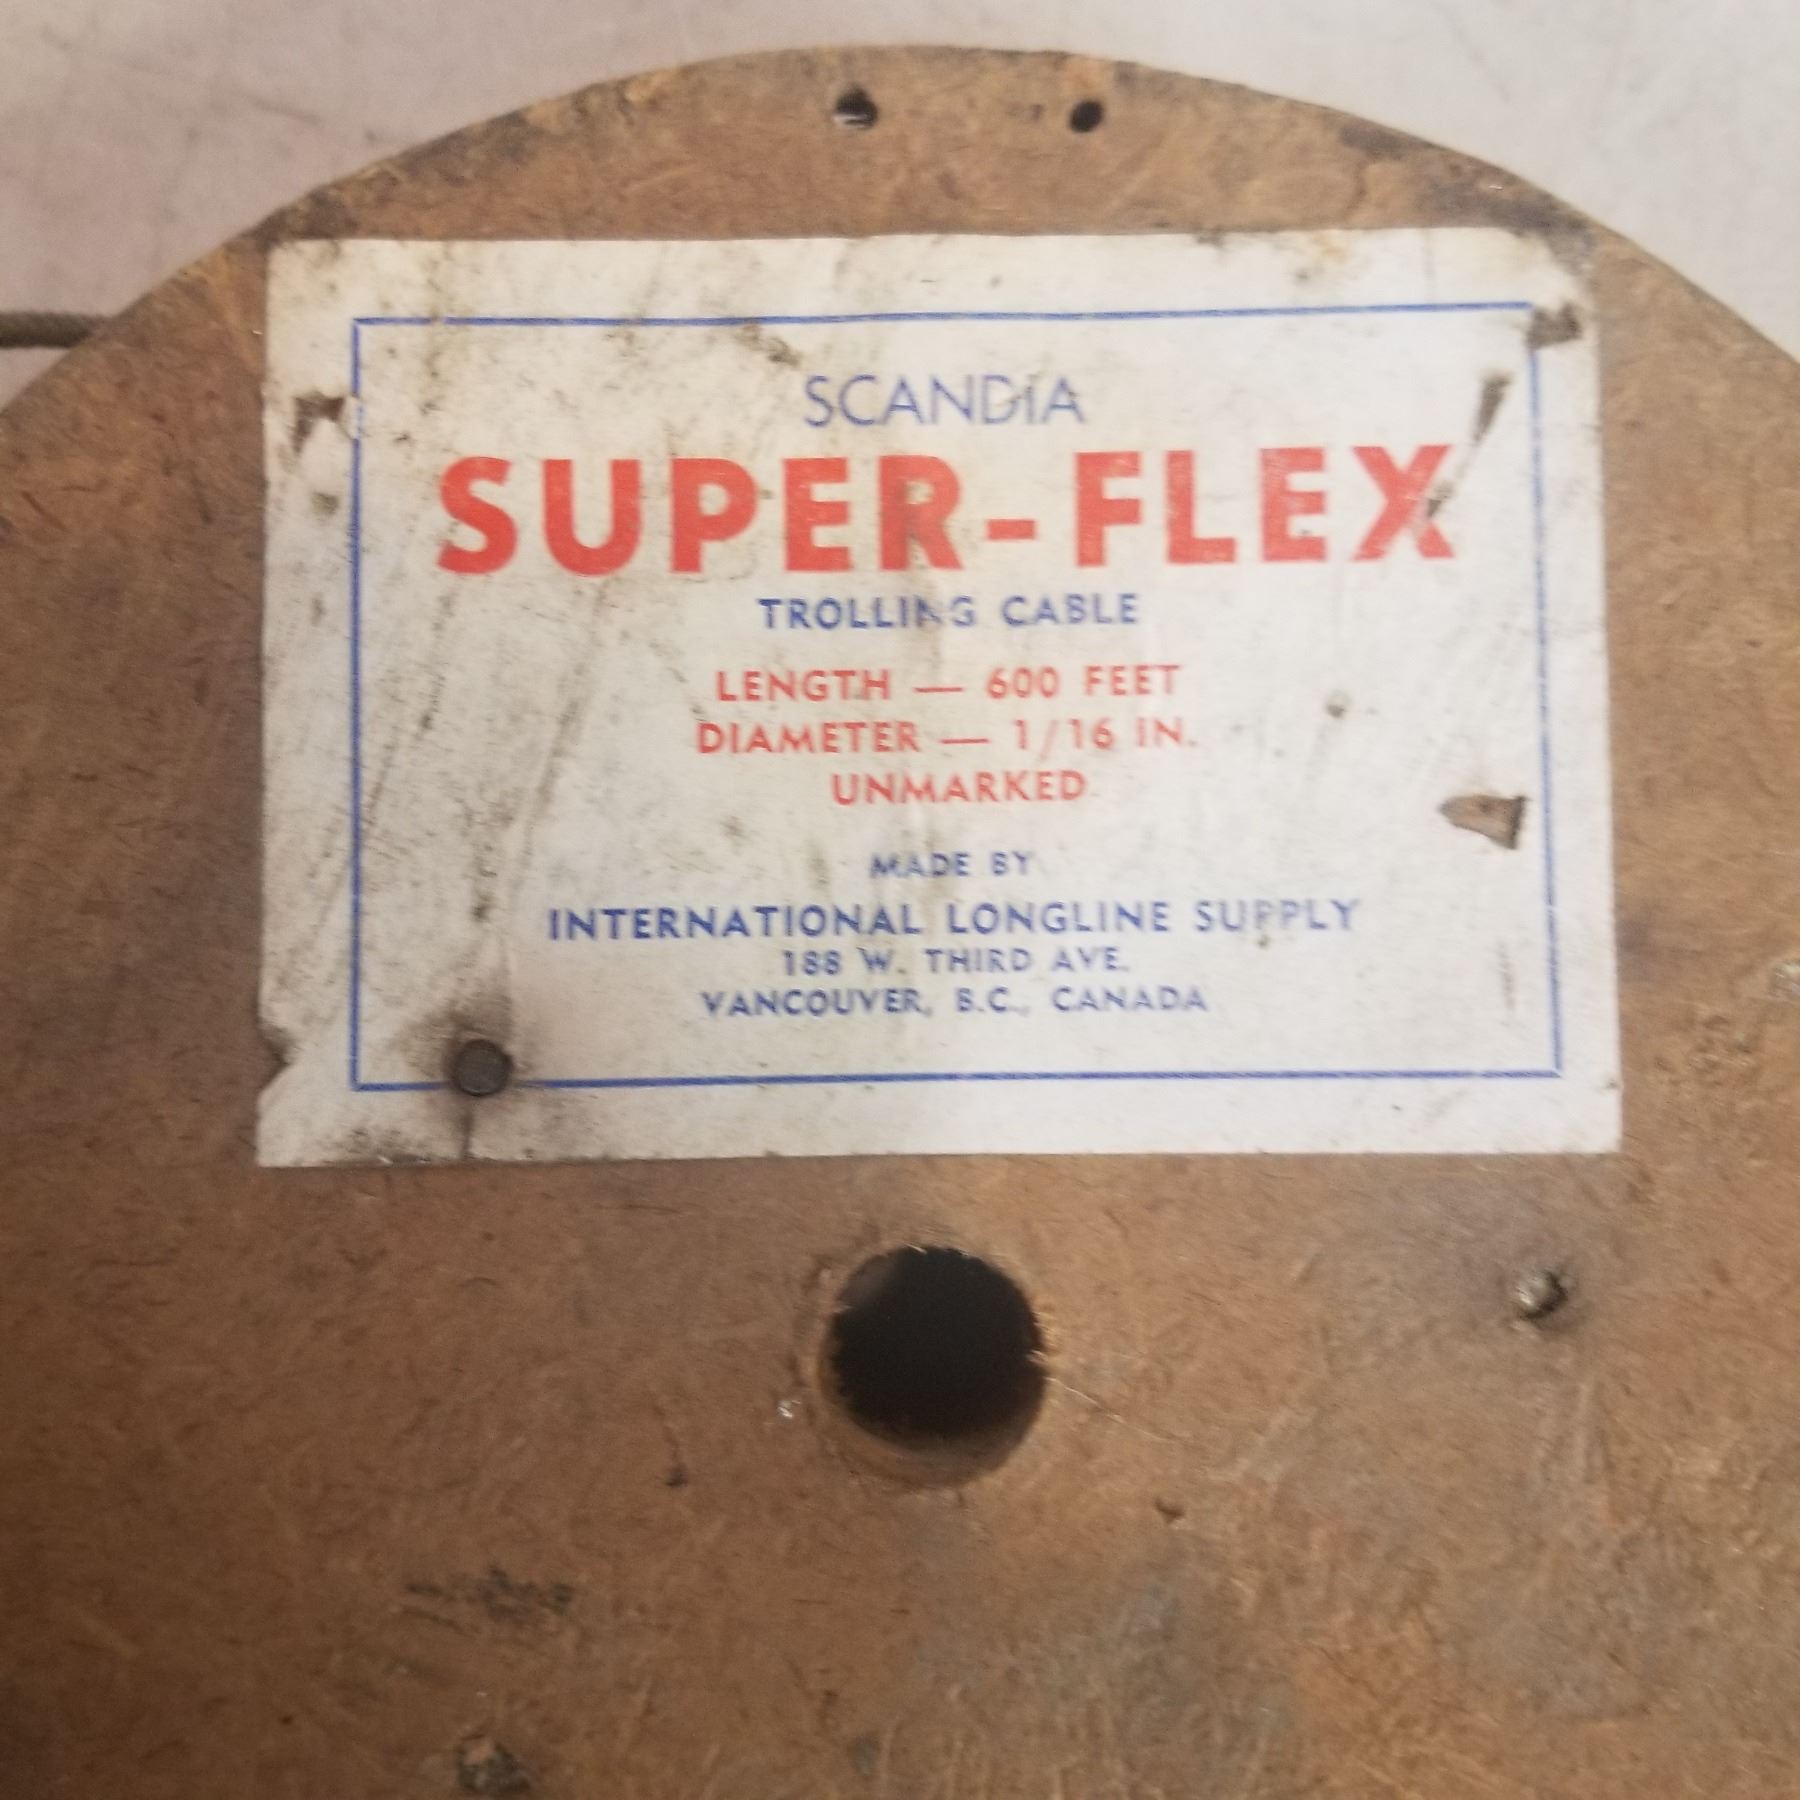 SCANDIA
SUPER-FLEX
TROLLING CABLE
LENGTH — 600 FEET
DIAMETER — 1/16 IN.
UNMARKED
MADE BY
INTERNATIONAL LONGLINE SUPPLY
188 W. THIRD AVE.
VANCOUVER, B.C., CANADA